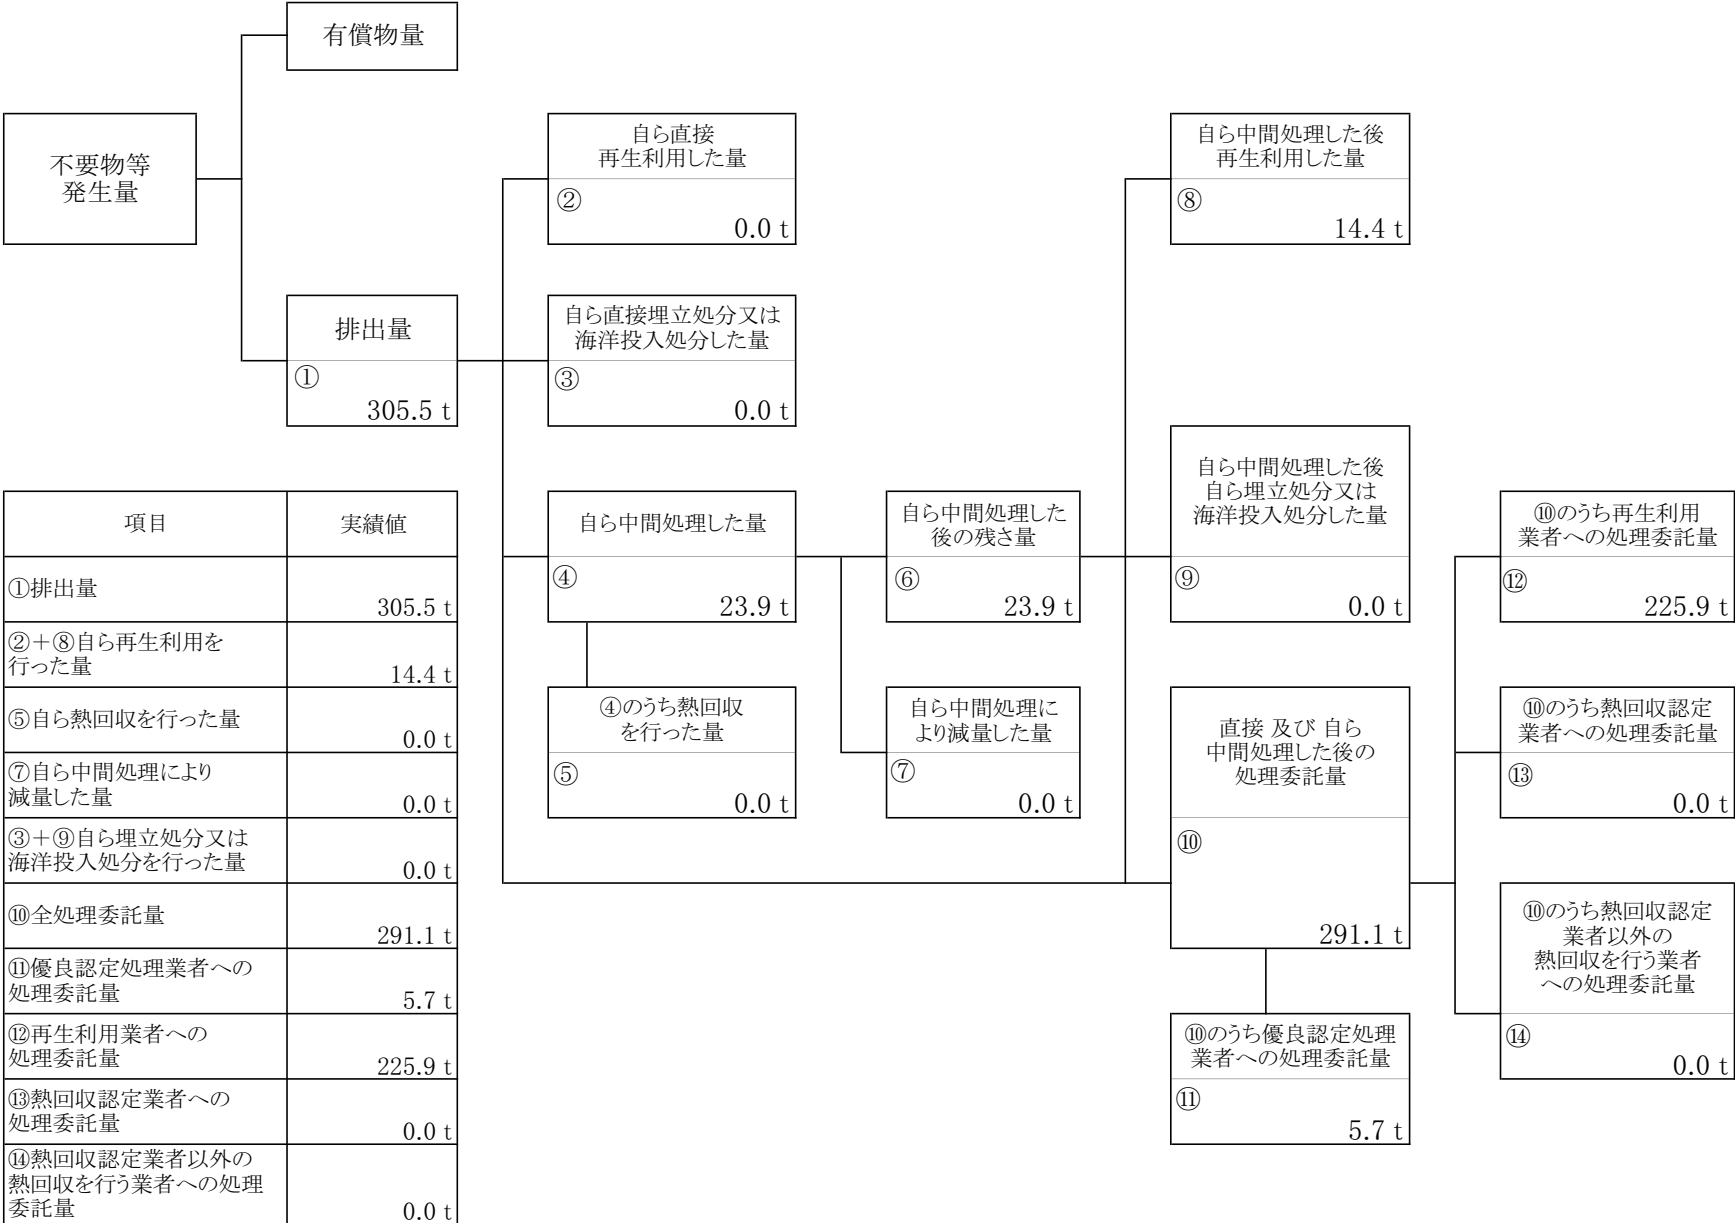 有償物量
不要物等
発生量
自ら直接
再生利用した量
②
0.0 t
自ら中間処理した後
再生利用した量
⑧
14.4 t
排出量
①
305.5 t
自ら直接埋立処分又は
海洋投入処分した量
③
0.0 t
自ら中間処理した量
④
23.9 t
自ら中間処理した
後の残さ量
⑥
23.9 t
自ら中間処理した後
自ら埋立処分又は
海洋投入処分した量
⑨
0.0 t
⑩のうち再生利用
業者への処理委託量
⑫
225.9 t
④のうち熱回収
を行った量
⑤
0.0 t
自ら中間処理に
より減量した量
⑦
0.0 t
直接 及び 自ら
中間処理した後の
処理委託量
⑩
291.1 t
⑩のうち熱回収認定
業者への処理委託量
⑬
0.0 t
⑩のうち熱回収認定
業者以外の
熱回収を行う業者
への処理委託量
⑭
0.0 t
⑩のうち優良認定処理
業者への処理委託量
⑪
5.7 t
項目 実績値
①排出量
305.5 t
②＋⑧自ら再生利用を
行った量
14.4 t
⑤自ら熱回収を行った量
0.0 t
⑦自ら中間処理により
減量した量
0.0 t
③＋⑨自ら埋立処分又は
海洋投入処分を行った量
0.0 t
⑩全処理委託量
291.1 t
⑪優良認定処理業者への
処理委託量
5.7 t
⑫再生利用業者への
処理委託量
225.9 t
⑬熱回収認定業者への
処理委託量
0.0 t
⑭熱回収認定業者以外の
熱回収を行う業者への処理
委託量
0.0 t